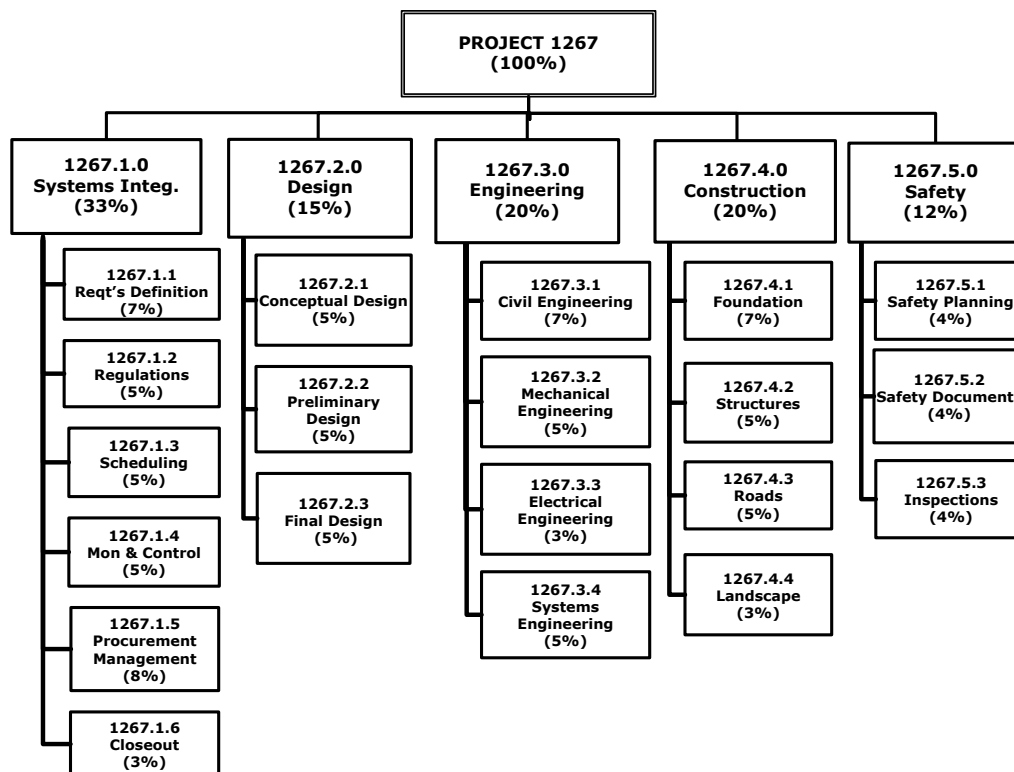 PROJECT 1267
(100%)
1267.1.0
Systems Integ.
(33%)
1267.2.0
Design
(15%)
1267.3.0
Engineering
(20%)
1267.4.0
Construction
(20%)
1267.5.0
Safety
(12%)
1267.1.1
Reqt’s Definition
(7%)
1267.1.2
Regulations
(5%)
1267.1.3
Scheduling
(5%)
1267.1.4
Mon & Control
(5%)
1267.1.5
Procurement
Management
(8%)
1267.1.6
Closeout
(3%)
1267.2.1
Conceptual Design
(5%)
1267.2.2
Preliminary
Design
(5%)
1267.2.3
Final Design
(5%)
1267.3.1
Civil Engineering
(7%)
1267.3.2
Mechanical
Engineering
(5%)
1267.3.3
Electrical
Engineering
(3%)
1267.3.4
Systems
Engineering
(5%)
1267.4.1
Foundation
(7%)
1267.4.2
Structures
(5%)
1267.4.3
Roads
(5%)
1267.4.4
Landscape
(3%)
1267.5.1
Safety Planning
(4%)
1267.5.2
Safety Document
(4%)
1267.5.3
Inspections
(4%)